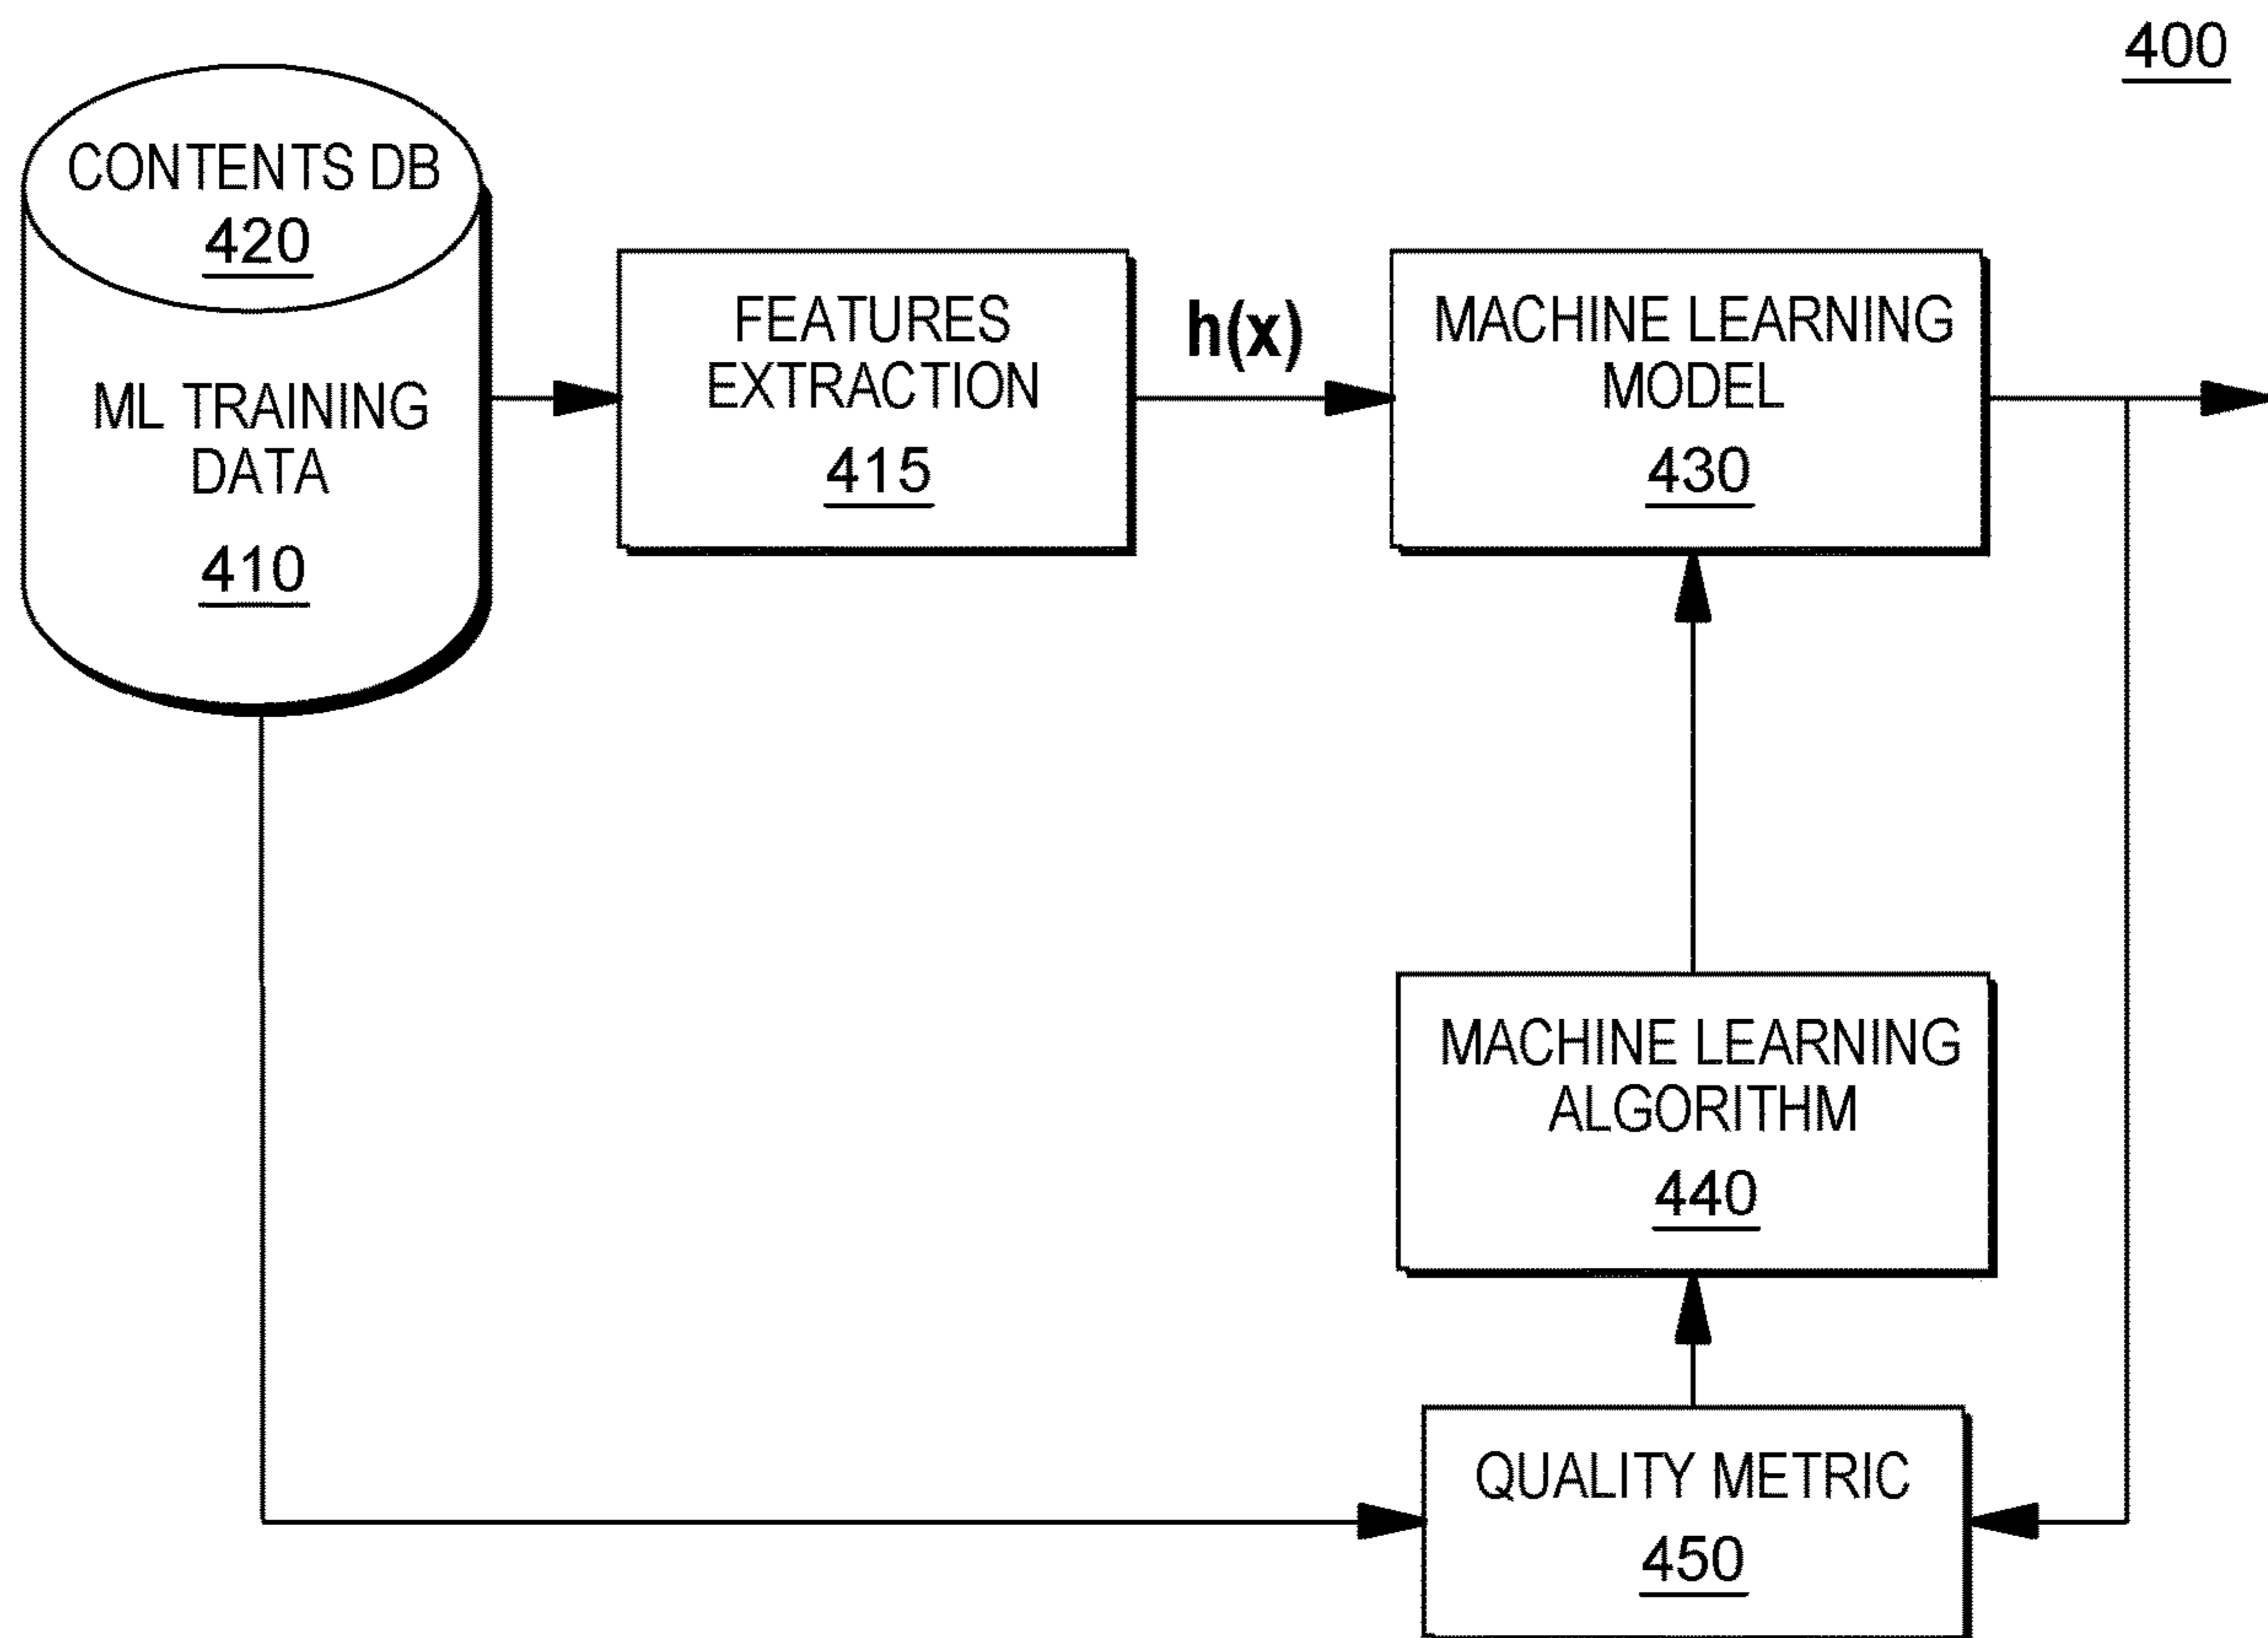 400
CONTENTS DB
420
ML TRAINING
DATA
410
FEATURES
EXTRACTION
415
h(x)
MACHINE LEARNING
MODEL
430
MACHINE LEARNING
ALGORITHM
440
QUALITY METRIC
450